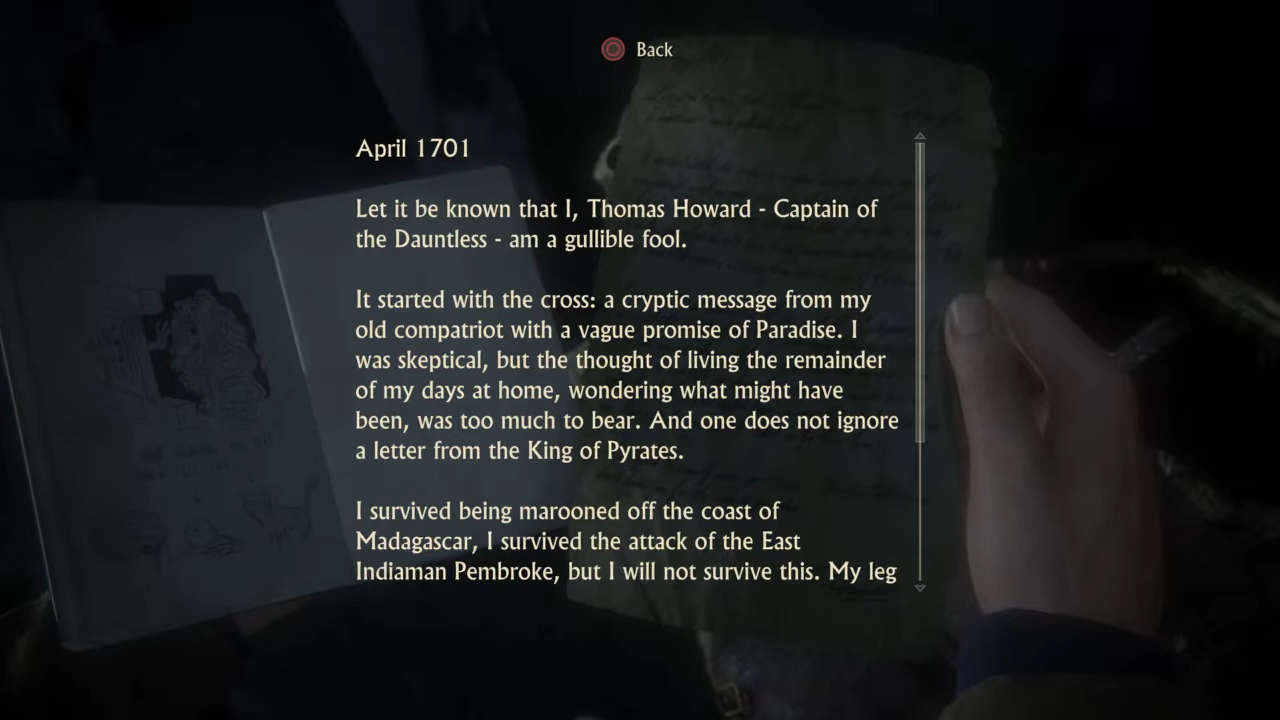 Back
April 1701
Let it be known that I, Thomas Howard - Captain of
the Dauntless - am a gullible fool.
It started with the cross: a cryptic message from my
old compatriot with a vague promise of Paradise. I
was skeptical, but the thought of living the remainder
of my days at home, wondering what might have
been, was too much to bear. And one does not ignore
a letter from the King of Pyrates.
I survived being marooned off the coast of
Madagascar, I survived the attack of the East
Indiaman Pembroke, but I will not survive this. My leg